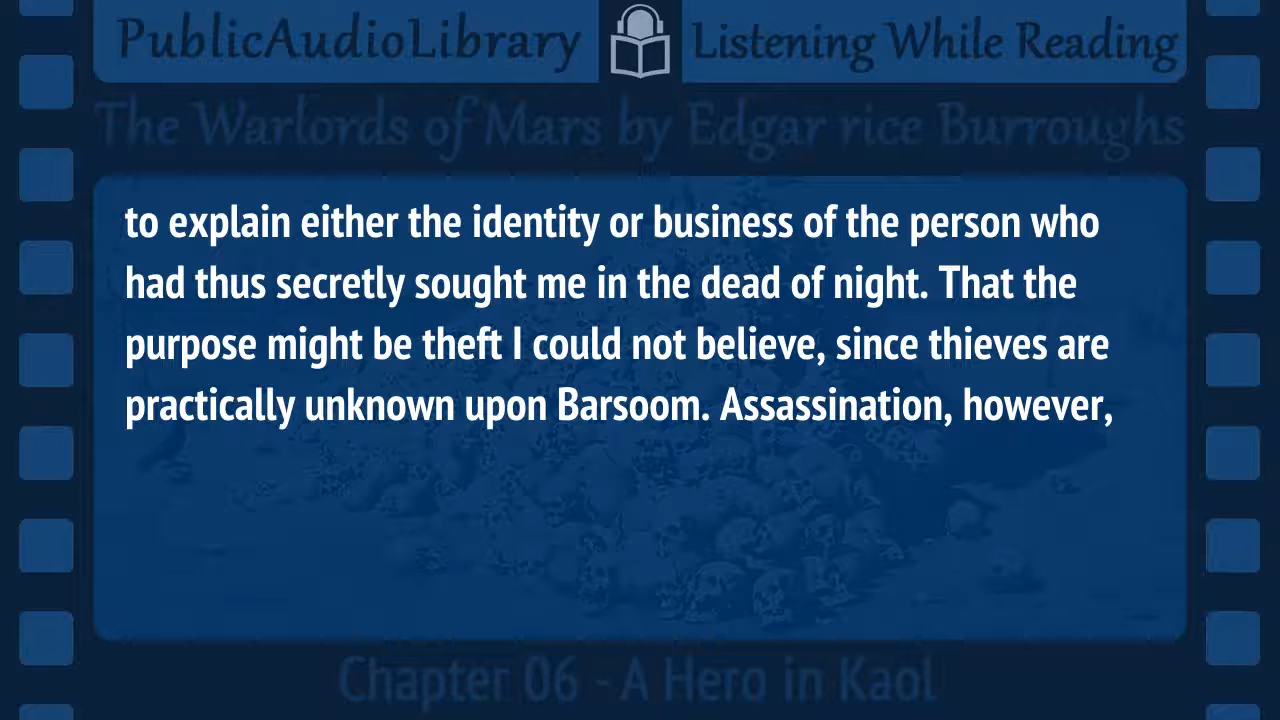 PublicAudioLibrary Listening While Reading
The Warlords of Mars by Edgar rice Burroughs
to explain either the identity or business of the person who
had thus secretly sought me in the dead of night. That the
purpose might be theft I could not believe, since thieves are
practically unknown upon Barsoom. Assassination, however,
Chapter 06 - A Hero in Kaol